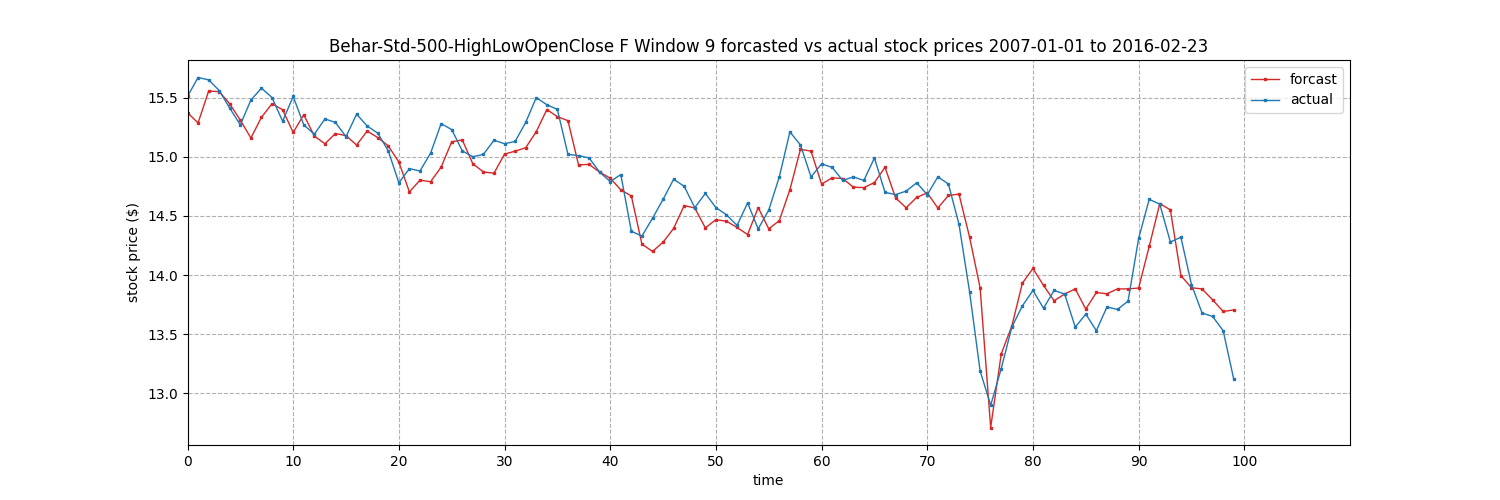 Behar-Std-500-HighLowOpenClose F Window 9 forcasted vs actual stock prices 2007-01-01 to 2016-02-23
forcast
actual
15.5
15.0
14.5
14.0
13.5
13.0
stock price ($)
0 10 20 30 40 50 60 70 80 90 100
time